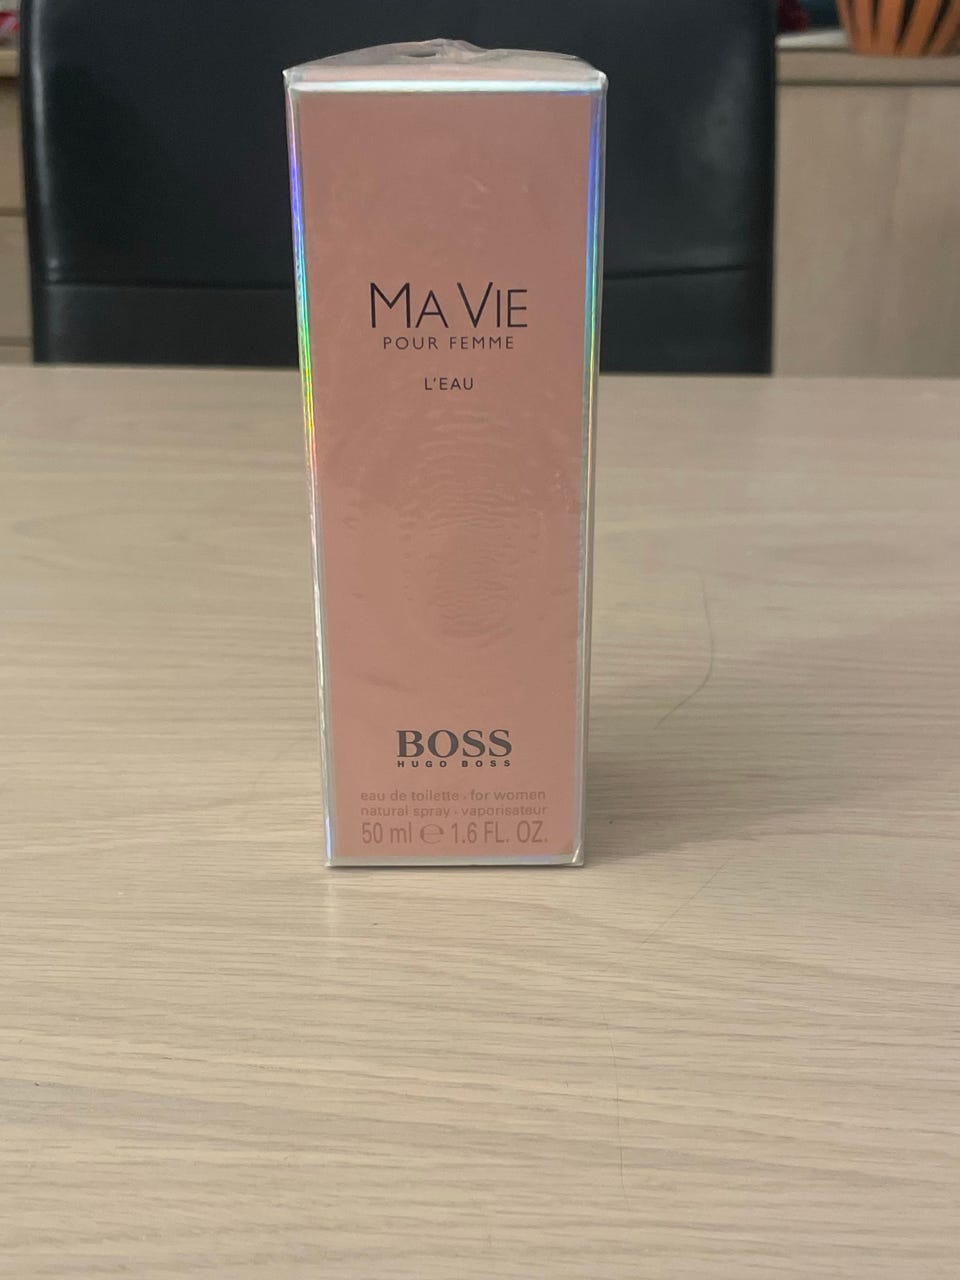 MA VIE
POUR FEMME
L'EAU
BOSS
HUGO BOSS
eau de toilette · for women
natural spray · vaporisateur
50 ml ℮ 1.6 FL. OZ.